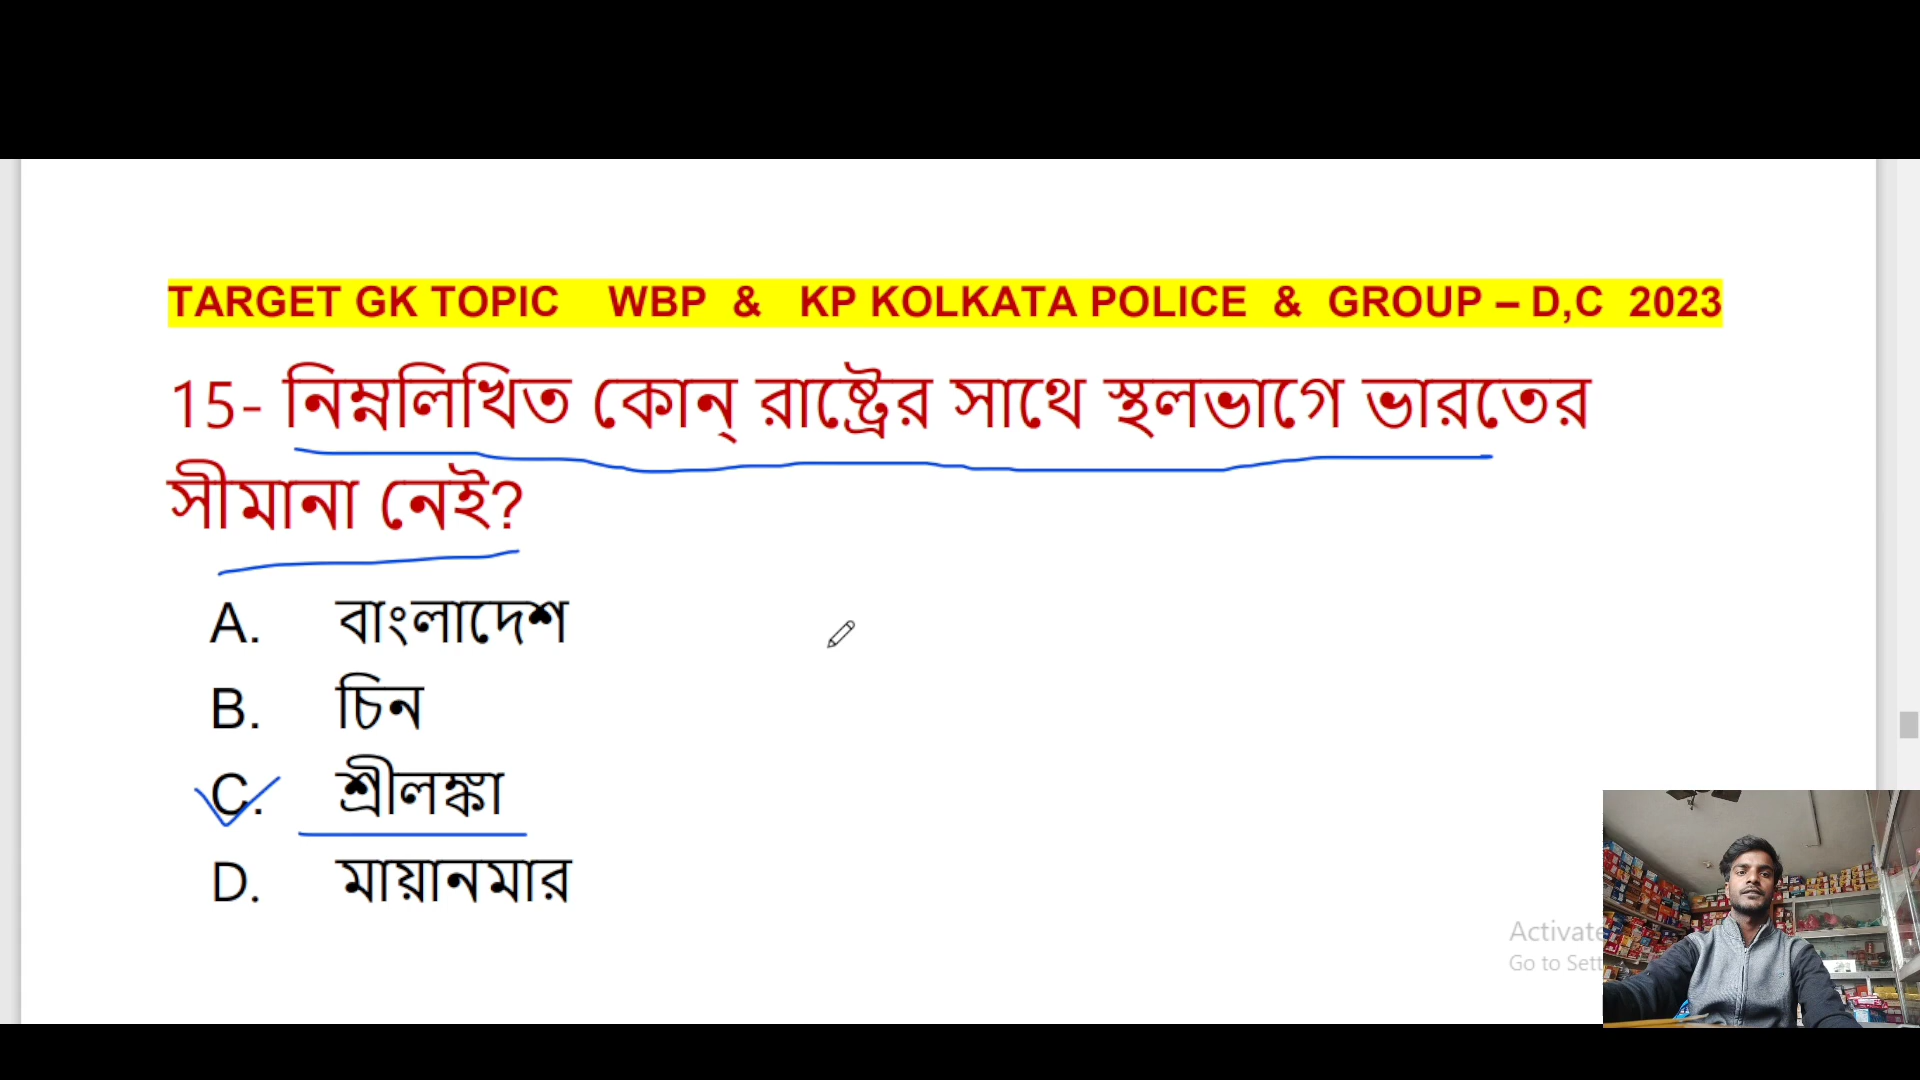 TARGET GK TOPIC WBP & KP KOLKATA POLICE & GROUP – D,C 2023
15- নিম্নলিখিত কোন্ রাষ্ট্রের সাথে স্থলভাগে ভারতের
সীমানা নেই?
A. বাংলাদেশ
B. চিন
C. শ্রীলঙ্কা
D. মায়ানমার
Activate
Go to Sett